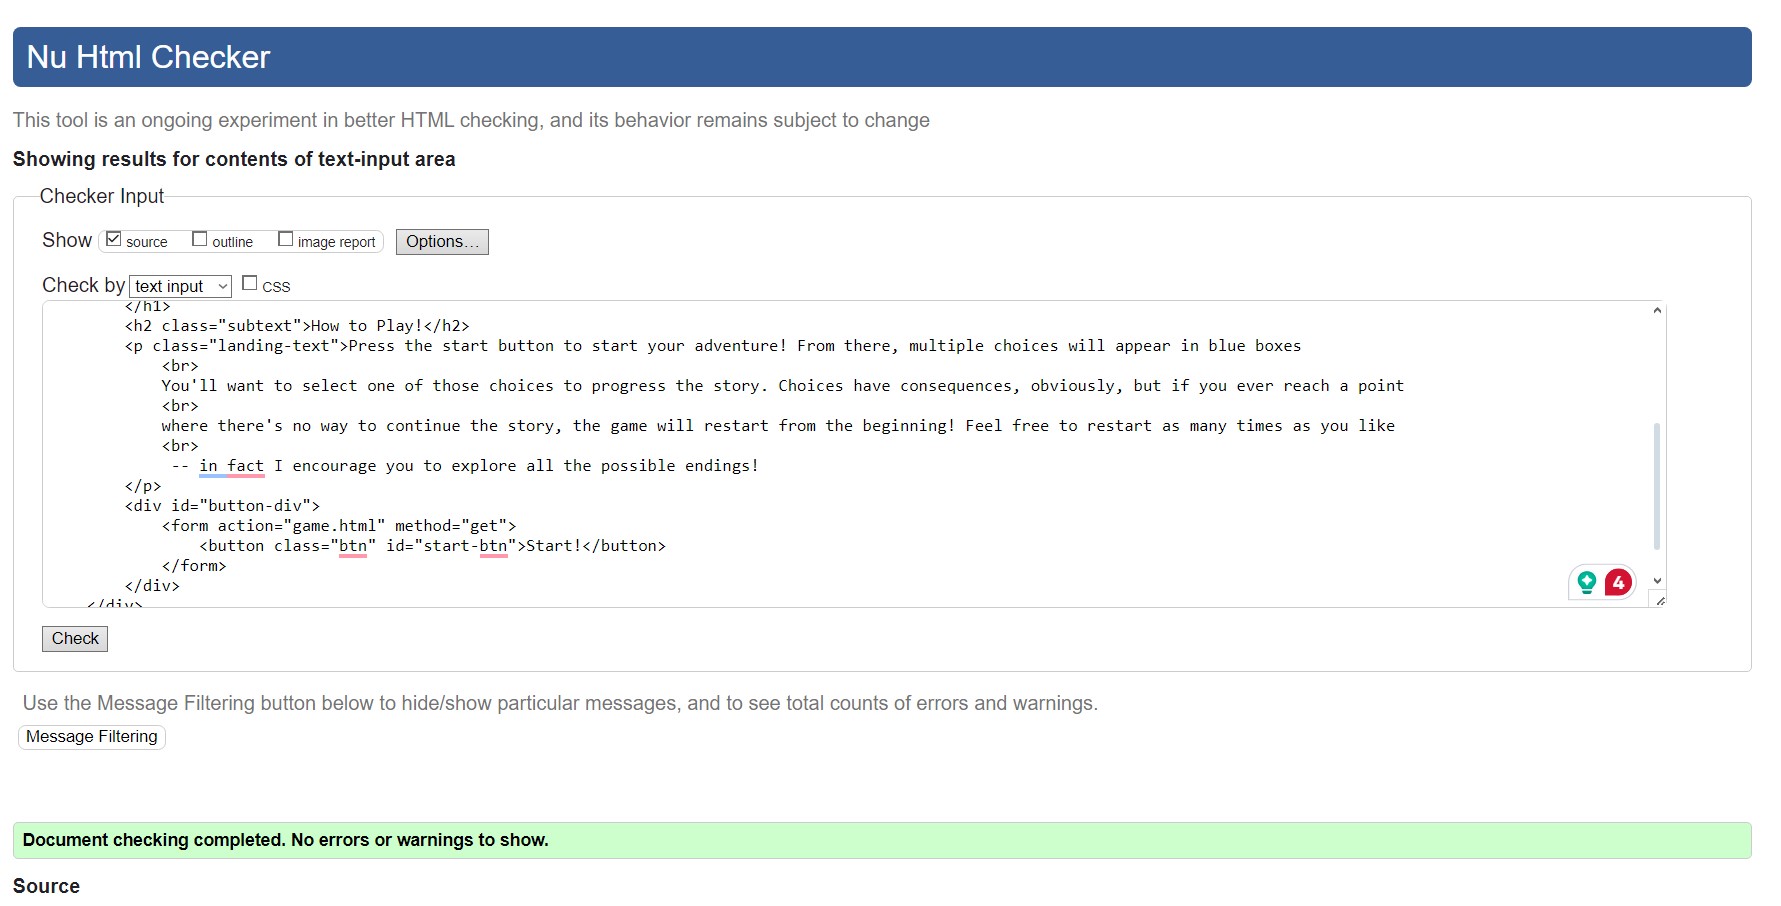 Nu Html Checker
This tool is an ongoing experiment in better HTML checking, and its behavior remains subject to change
Showing results for contents of text-input area
Checker Input
Show source outline image report Options...
Check by text input CSS
</h1>
<h2 class="subtext">How to Play!</h2>
<p class="landing-text">Press the start button to start your adventure! From there, multiple choices will appear in blue boxes
<br>
You'll want to select one of those choices to progress the story. Choices have consequences, obviously, but if you ever reach a point
<br>
where there's no way to continue the story, the game will restart from the beginning! Feel free to restart as many times as you like
<br>
-- in fact I encourage you to explore all the possible endings!
</p>
<div id="button-div">
<form action="game.html" method="get">
<button class="btn" id="start-btn">Start!</button>
</form>
</div>
4
</div>
Check
Use the Message Filtering button below to hide/show particular messages, and to see total counts of errors and warnings.
Message Filtering
Document checking completed. No errors or warnings to show.
Source